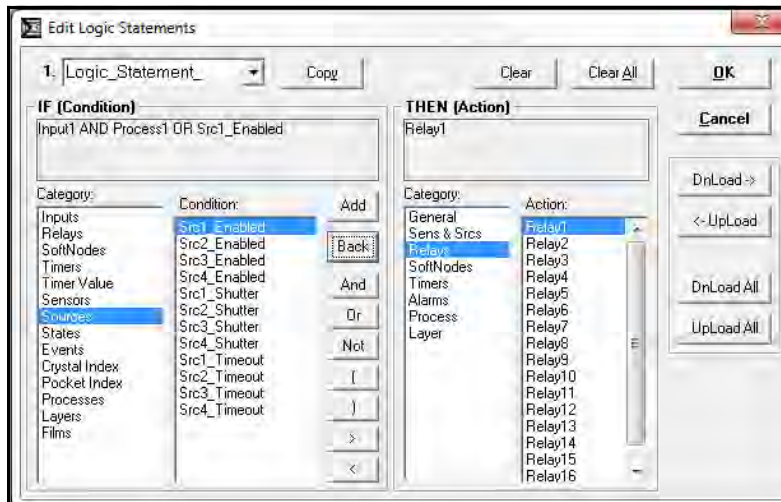 Edit Logic Statements
1. Logic_Statement_
Copy
Clear
Clear All
OK
Cancel
IF (Condition)
Input1 AND Process1 OR Src1_Enabled
Category:
Inputs
Relays
SoftNodes
Timers
Timer Value
Sensors
Sources
States
Events
Crystal Index
Pocket Index
Processes
Layers
Films
Condition:
Src1_Enabled
Src2_Enabled
Src3_Enabled
Src4_Enabled
Src1_Shutter
Src2_Shutter
Src3_Shutter
Src4_Shutter
Src1_Timeout
Src2_Timeout
Src3_Timeout
Src4_Timeout
Add
Back
And
Or
Not
(
)
>
<
THEN (Action)
Relay1
Category:
General
Sens & Srcs
Relays
SoftNodes
Timers
Alarms
Process
Layer
Action:
Relay1
Relay2
Relay3
Relay4
Relay5
Relay6
Relay7
Relay8
Relay9
Relay10
Relay11
Relay12
Relay13
Relay14
Relay15
Relay16
DnLoad ->
<- UpLoad
DnLoad All
UpLoad All